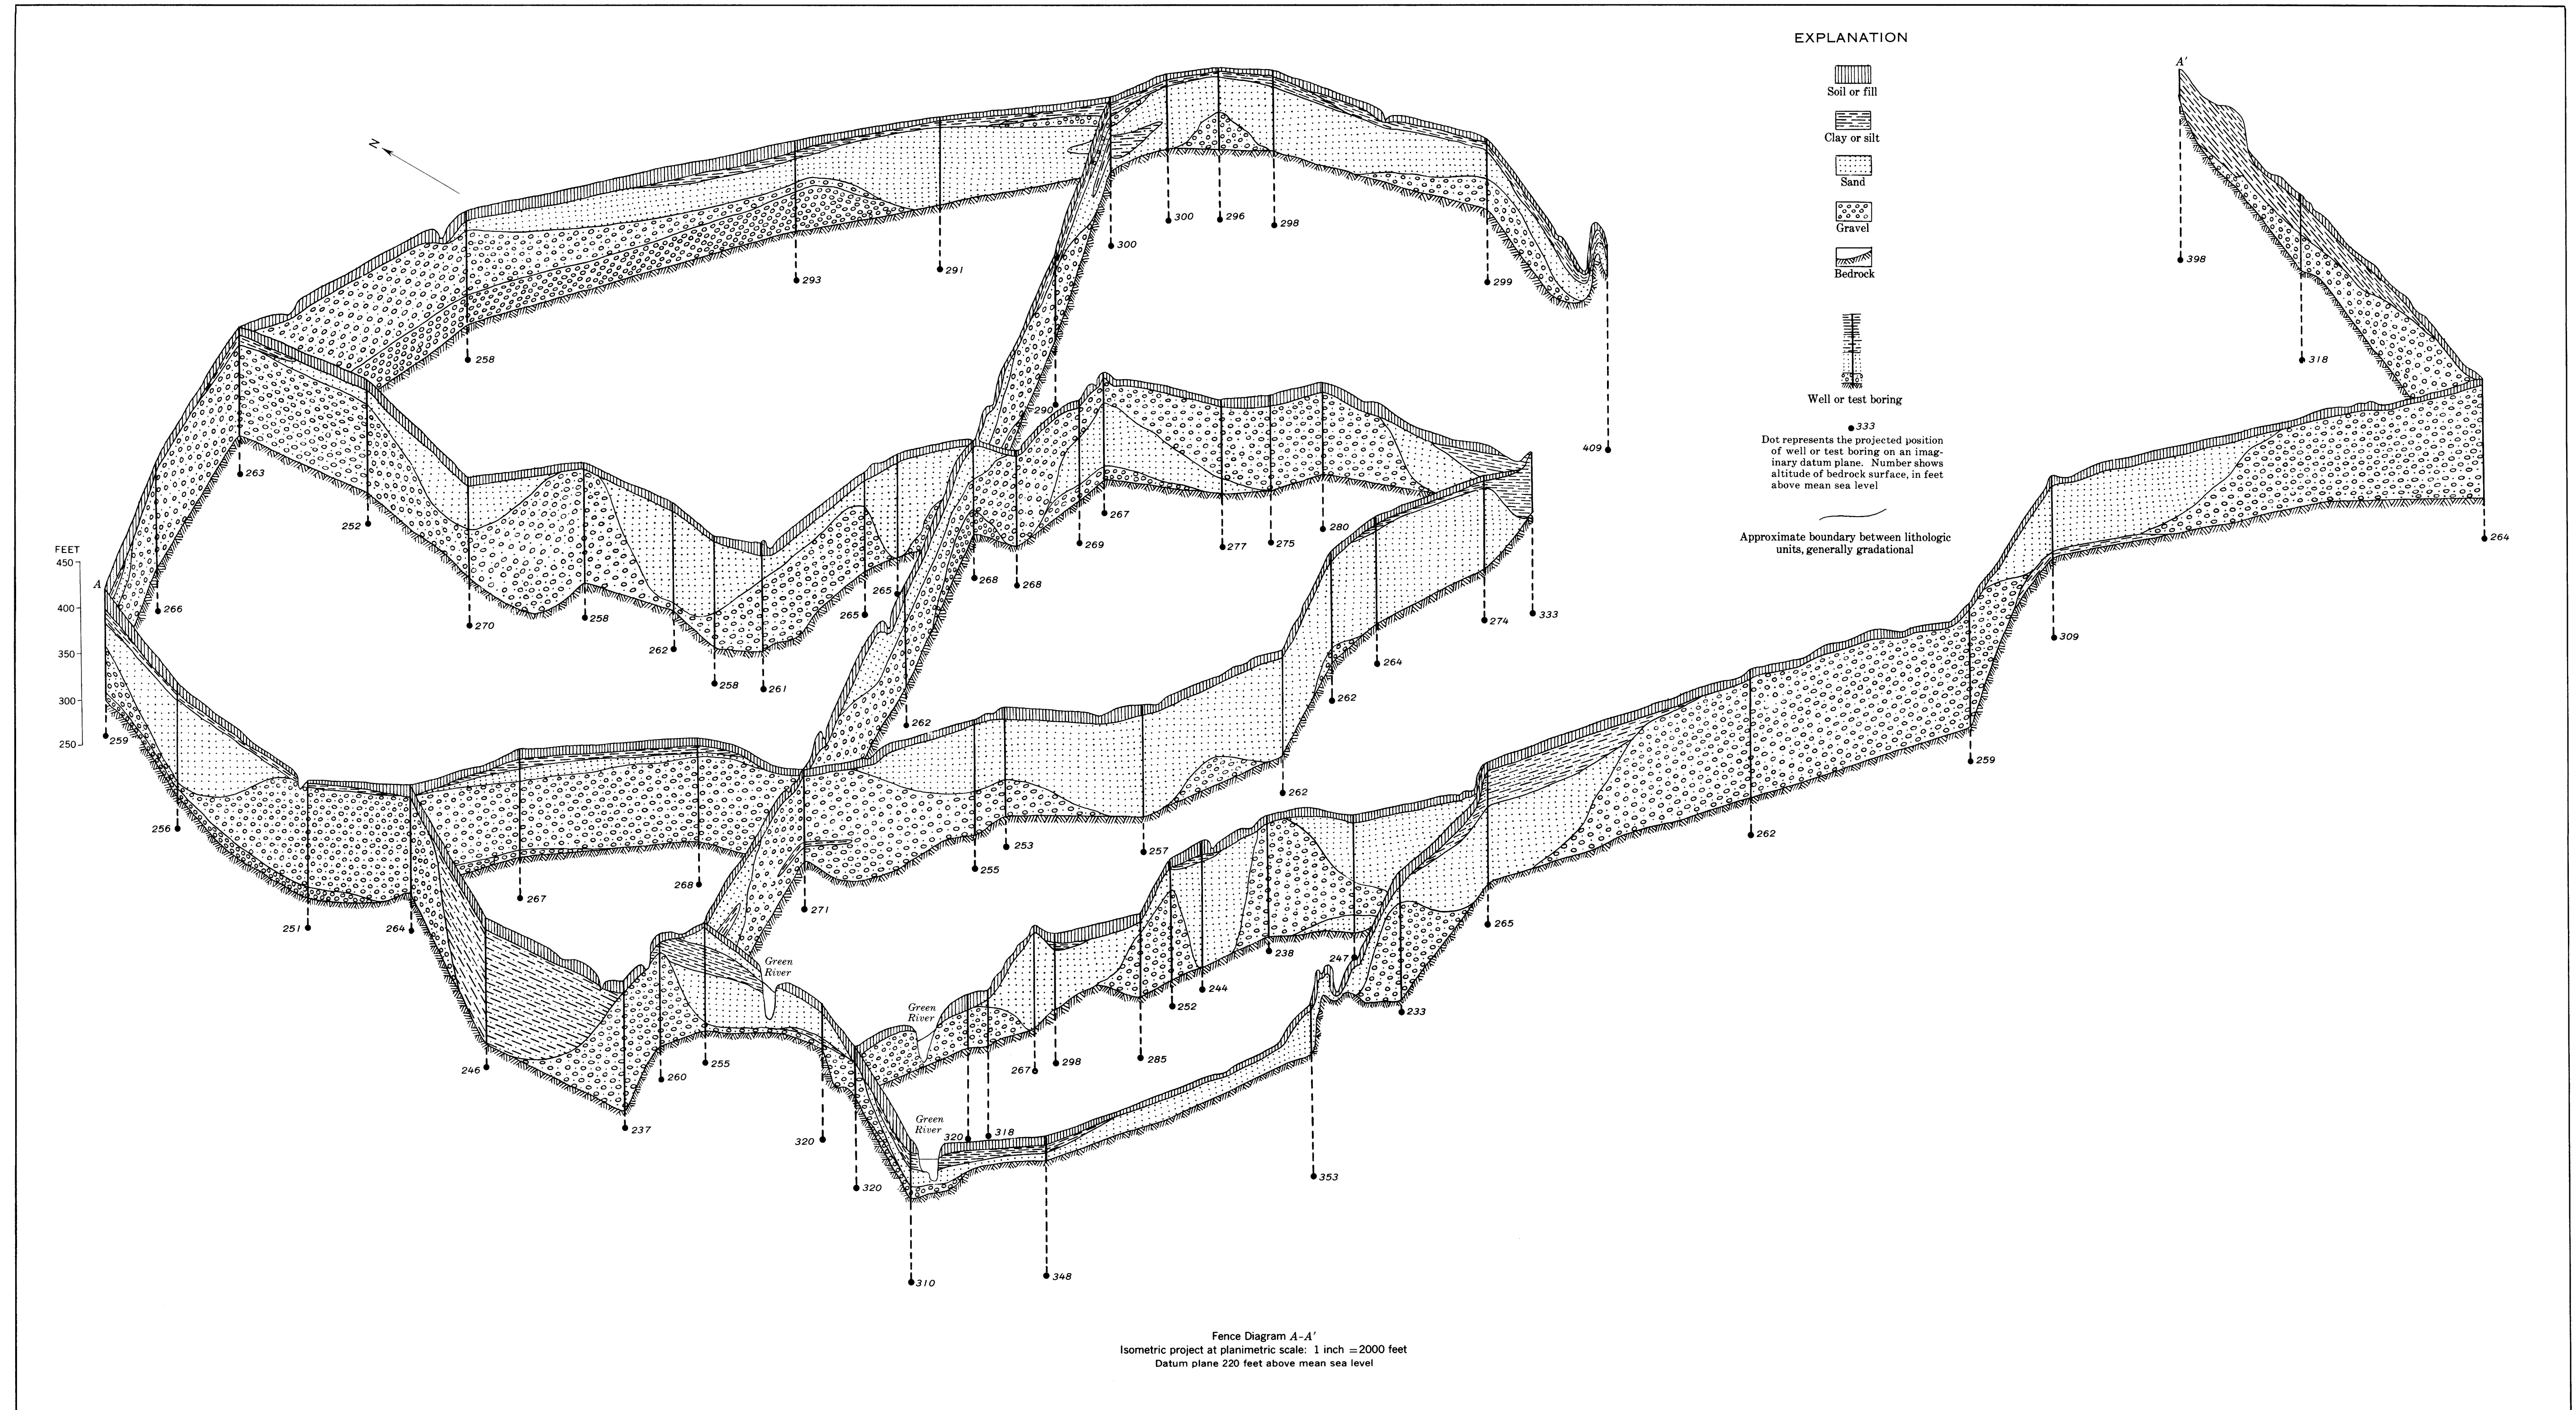 EXPLANATION
Soil or fill
Clay or silt
Sand
Gravel
Bedrock
Well or test boring
333
Dot represents the projected position
of well or test boring on an imag-
inary datum plane. Number shows
altitude of bedrock surface, in feet
above mean sea level
Approximate boundary between lithologic
units, generally gradational
A'
398
318
264
309
259
262
265
N
300
296
298
300
299
409
291
293
258
290
263
252
266
270
258
262
258
261
265
265
268
268
269
267
277
275
280
274
333
264
262
262
262
257
253
255
FEET
450
400
350
300
250
A
259
256
251
264
267
268
271
Green
River
246
237
260
255
320
320
Green
River
320
318
267
298
285
252
244
238
247
233
Green
River
310
348
353
Fence Diagram A–A'
Isometric project at planimetric scale: 1 inch = 2000 feet
Datum plane 220 feet above mean sea level